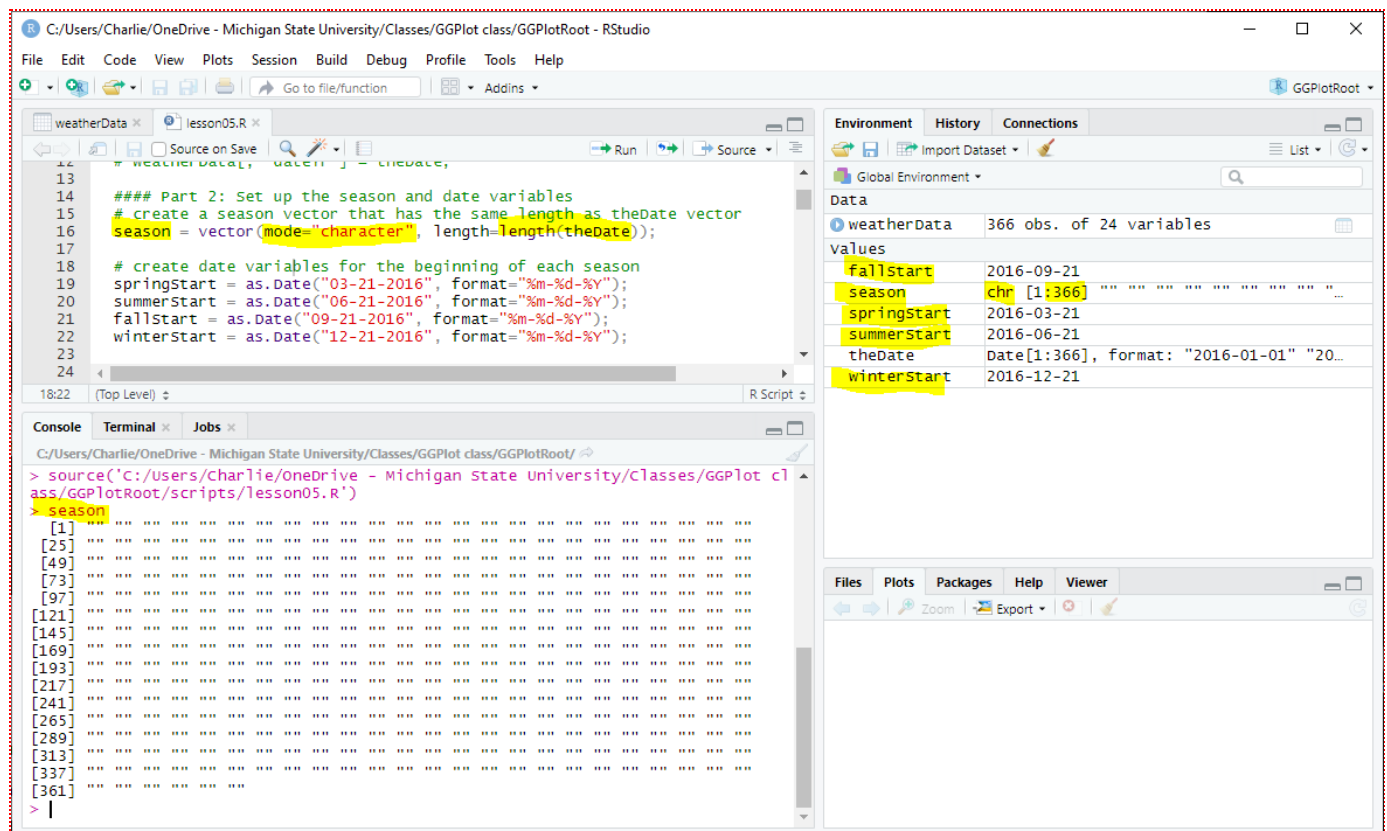 C:/Users/Charlie/OneDrive - Michigan State University/Classes/GGPlot class/GGPlotRoot - RStudio
File Edit Code View Plots Session Build Debug Profile Tools Help
Go to file/function Addins GGPlotRoot
weatherData lesson05.R
Source on Save Run Source
12 # weatherData[, "dateYr"] = theDate;
13
14 #### Part 2: Set up the season and date variables
15 # create a season vector that has the same length as theDate vector
16 season = vector(mode="character", length=length(theDate));
17
18 # create date variables for the beginning of each season
19 springStart = as.Date("03-21-2016", format="%m-%d-%Y");
20 summerStart = as.Date("06-21-2016", format="%m-%d-%Y");
21 fallStart = as.Date("09-21-2016", format="%m-%d-%Y");
22 winterStart = as.Date("12-21-2016", format="%m-%d-%Y");
23
24
18:22 (Top Level) R Script
Console Terminal Jobs
C:/Users/Charlie/OneDrive - Michigan State University/Classes/GGPlot class/GGPlotRoot/
> source('C:/Users/Charlie/OneDrive - Michigan State University/Classes/GGPlot cl
ass/GGPlotRoot/scripts/lesson05.R')
> season
[1] "" "" "" "" "" "" "" "" "" "" "" "" "" "" "" "" "" "" "" "" "" "" "" ""
[25] "" "" "" "" "" "" "" "" "" "" "" "" "" "" "" "" "" "" "" "" "" "" "" ""
[49] "" "" "" "" "" "" "" "" "" "" "" "" "" "" "" "" "" "" "" "" "" "" "" ""
[73] "" "" "" "" "" "" "" "" "" "" "" "" "" "" "" "" "" "" "" "" "" "" "" ""
[97] "" "" "" "" "" "" "" "" "" "" "" "" "" "" "" "" "" "" "" "" "" "" "" ""
[121] "" "" "" "" "" "" "" "" "" "" "" "" "" "" "" "" "" "" "" "" "" "" "" ""
[145] "" "" "" "" "" "" "" "" "" "" "" "" "" "" "" "" "" "" "" "" "" "" "" ""
[169] "" "" "" "" "" "" "" "" "" "" "" "" "" "" "" "" "" "" "" "" "" "" "" ""
[193] "" "" "" "" "" "" "" "" "" "" "" "" "" "" "" "" "" "" "" "" "" "" "" ""
[217] "" "" "" "" "" "" "" "" "" "" "" "" "" "" "" "" "" "" "" "" "" "" "" ""
[241] "" "" "" "" "" "" "" "" "" "" "" "" "" "" "" "" "" "" "" "" "" "" "" ""
[265] "" "" "" "" "" "" "" "" "" "" "" "" "" "" "" "" "" "" "" "" "" "" "" ""
[289] "" "" "" "" "" "" "" "" "" "" "" "" "" "" "" "" "" "" "" "" "" "" "" ""
[313] "" "" "" "" "" "" "" "" "" "" "" "" "" "" "" "" "" "" "" "" "" "" "" ""
[337] "" "" "" "" "" "" "" "" "" "" "" "" "" "" "" "" "" "" "" "" "" "" "" ""
[361] "" "" "" "" "" ""
>
Environment History Connections
Import Dataset List
Global Environment
Data
weatherData 366 obs. of 24 variables
Values
fallStart 2016-09-21
season chr [1:366] "" "" "" "" "" "" "" "" "...
springStart 2016-03-21
summerStart 2016-06-21
theDate Date[1:366], format: "2016-01-01" "20...
winterStart 2016-12-21
Files Plots Packages Help Viewer
Zoom Export